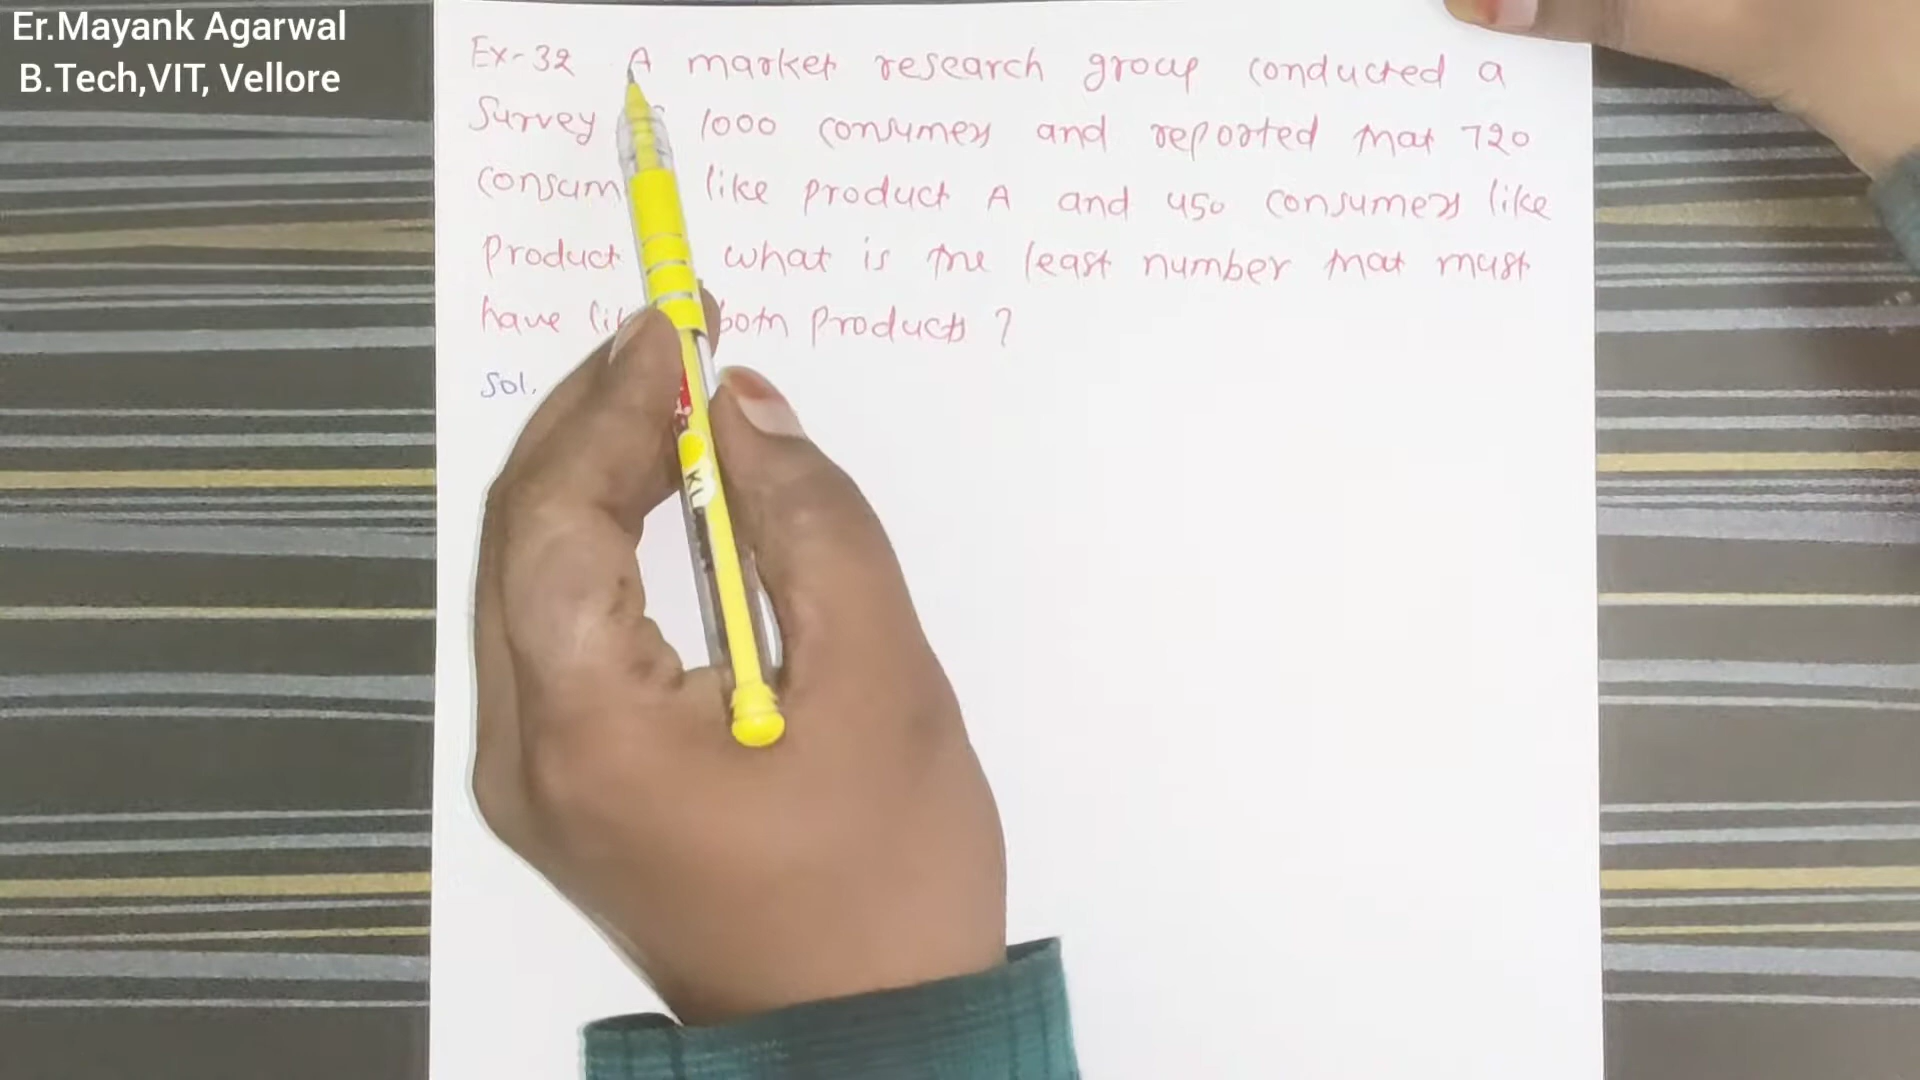 Er.Mayank Agarwal
B.Tech,VIT, Vellore
Ex-32 A market research group conducted a
Survey 1000 consumers and reported that 720
consum like product A and 450 consumers like
Product what is the least number that must
have both products ?
Sol.